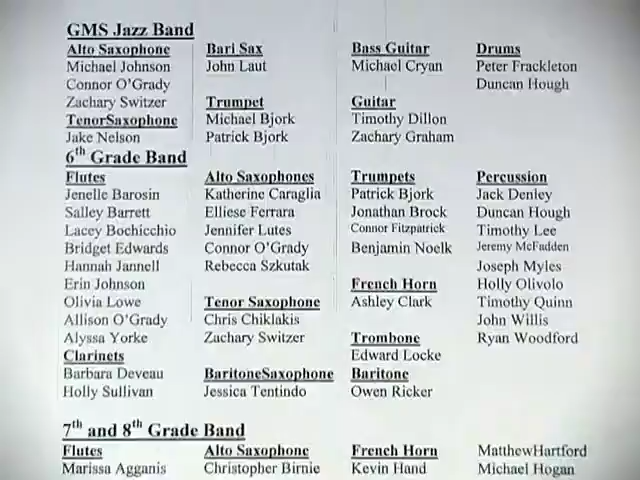 GMS Jazz Band
Alto Saxophone
Michael Johnson
Connor O'Grady
Zachary Switzer
TenorSaxophone
Jake Nelson
Bari Sax
John Laut
Trumpet
Michael Bjork
Patrick Bjork
Bass Guitar
Michael Cryan
Guitar
Timothy Dillon
Zachary Graham
Drums
Peter Frackleton
Duncan Hough
6th Grade Band
Flutes
Jenelle Barosin
Salley Barrett
Lacey Bochicchio
Bridget Edwards
Hannah Jannell
Erin Johnson
Olivia Lowe
Allison O'Grady
Alyssa Yorke
Clarinets
Barbara Deveau
Holly Sullivan
Alto Saxophones
Katherine Caraglia
Elliese Ferrara
Jennifer Lutes
Connor O'Grady
Rebecca Szkutak
Tenor Saxophone
Chris Chiklakis
Zachary Switzer
BaritoneSaxophone
Jessica Tentindo
Trumpets
Patrick Bjork
Jonathan Brock
Connor Fitzpatrick
Benjamin Noelk
French Horn
Ashley Clark
Trombone
Edward Locke
Baritone
Owen Ricker
Percussion
Jack Denley
Duncan Hough
Timothy Lee
Jeremy McFadden
Joseph Myles
Holly Olivolo
Timothy Quinn
John Willis
Ryan Woodford
7th and 8th Grade Band
Flutes
Marissa Agganis
Alto Saxophone
Christopher Birnie
French Horn
Kevin Hand
MatthewHartford
Michael Hogan